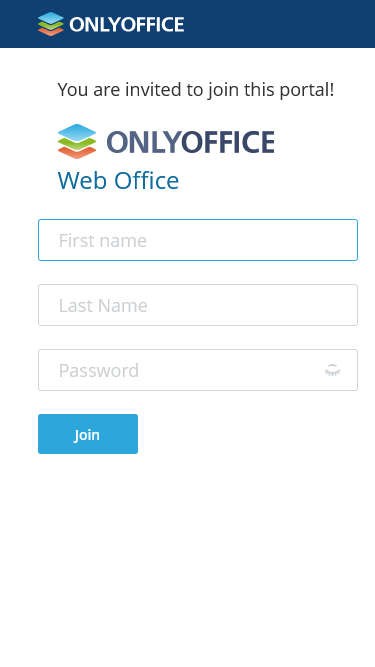 ONLYOFFICE
You are invited to join this portal!
ONLYOFFICE
Web Office
First name
Last Name
Password
Join